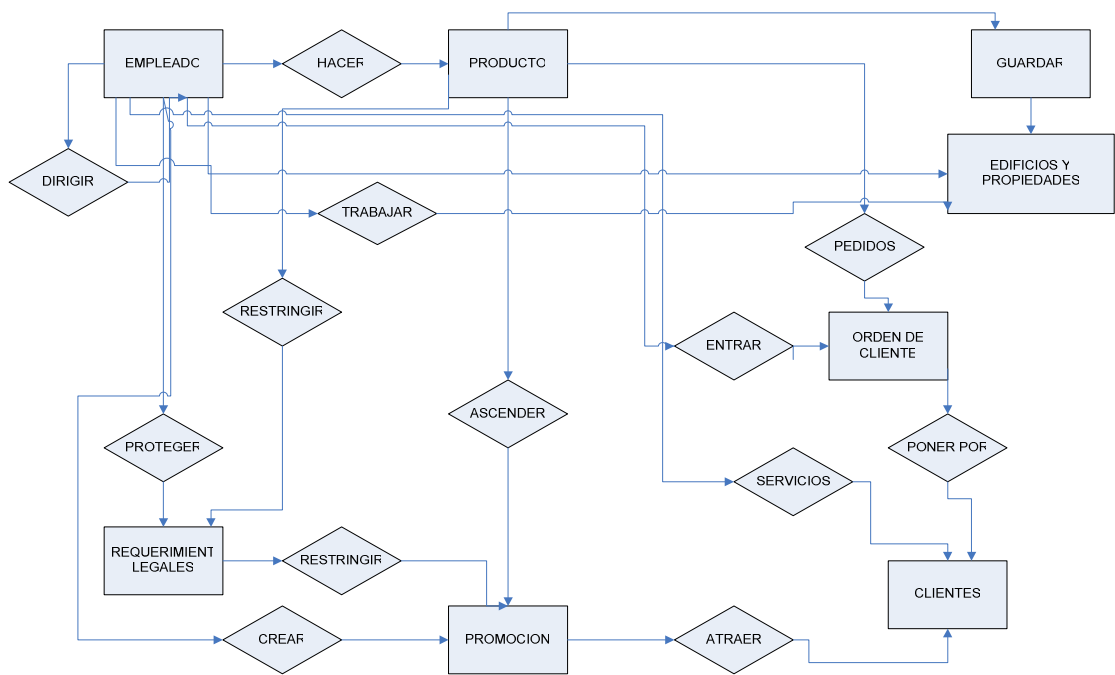 EMPLEADO
HACER
PRODUCTO
GUARDAR
EDIFICIOS Y
PROPIEDADES
DIRIGIR
TRABAJAR
PEDIDOS
RESTRINGIR
ENTRAR
ORDEN DE
CLIENTE
ASCENDER
PROTEGER
PONER POR
SERVICIOS
REQUERIMIENT
LEGALES
RESTRINGIR
CLIENTES
CREAR
PROMOCION
ATRAER